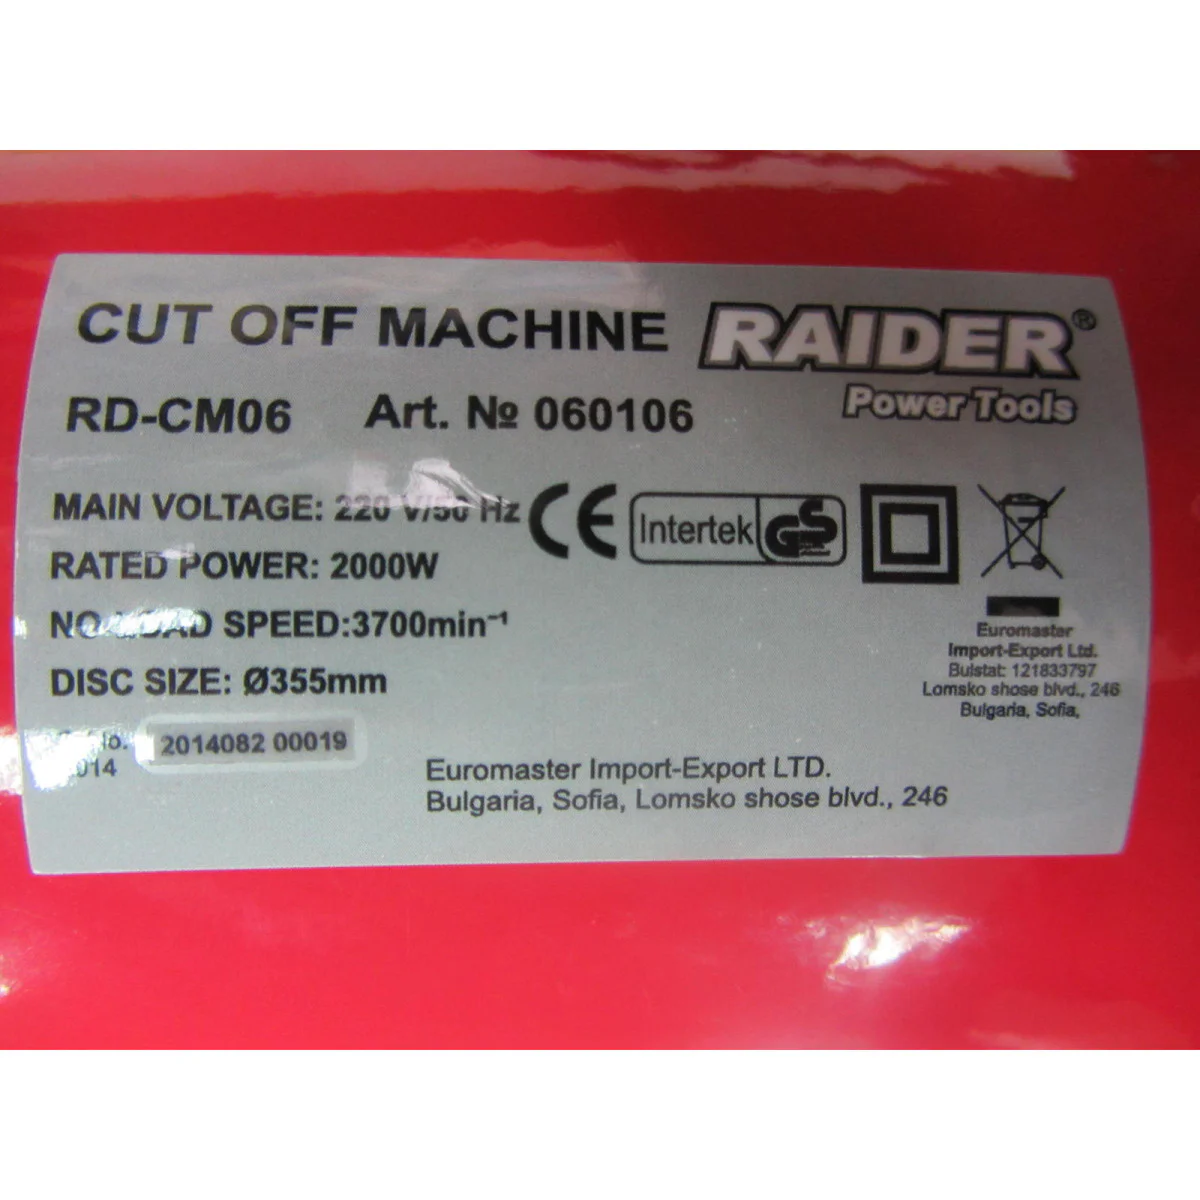 CUT OFF MACHINE
RAIDER®
Power Tools
RD-CM06 Art. № 060106
MAIN VOLTAGE: 220 V/50 Hz
CE
Intertek GS
RATED POWER: 2000W
NO-LOAD SPEED:3700min⁻¹
DISC SIZE: Ø355mm
Euromaster
Import-Export Ltd.
Bulstat: 121833797
Lomsko shose blvd., 246
Bulgaria, Sofia,
2014082 00019
Euromaster Import-Export LTD.
Bulgaria, Sofia, Lomsko shose blvd., 246